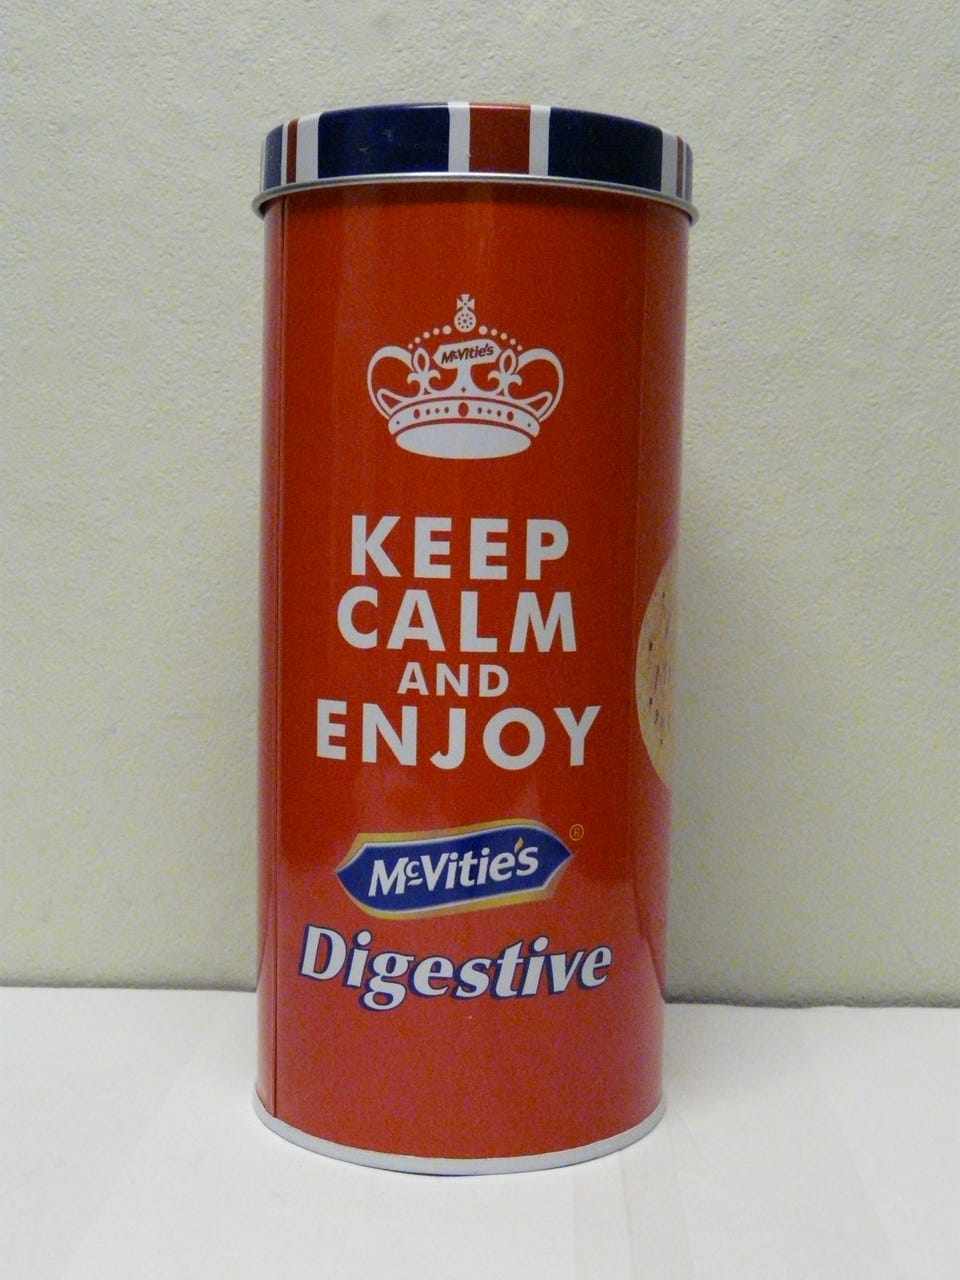 McVitie's
KEEP
CALM
AND
ENJOY
McVitie's ®
Digestive